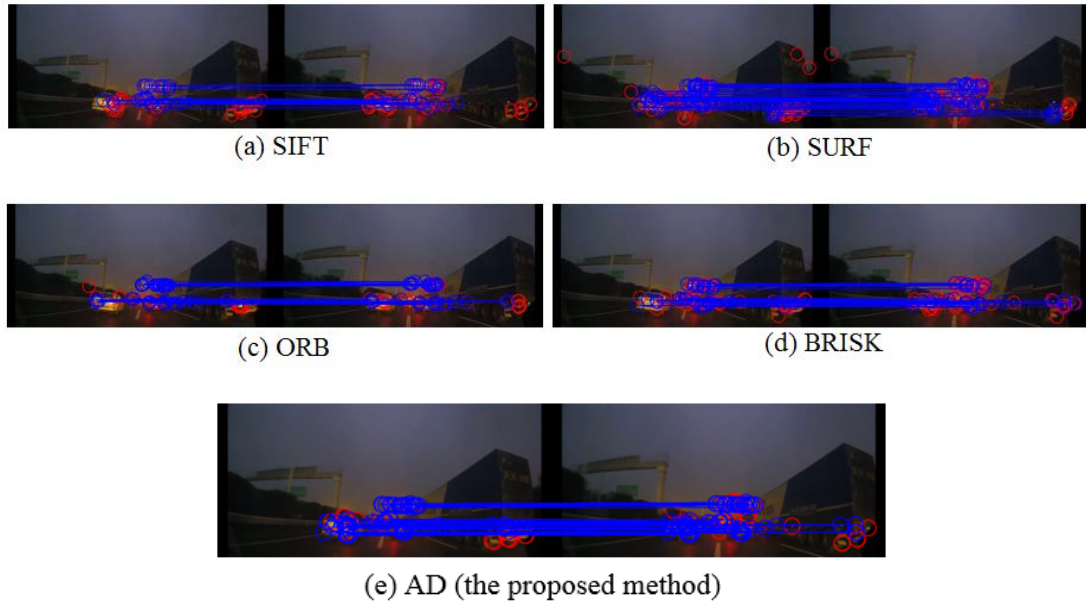 (a) SIFT
(b) SURF
(c) ORB
(d) BRISK
(e) AD (the proposed method)